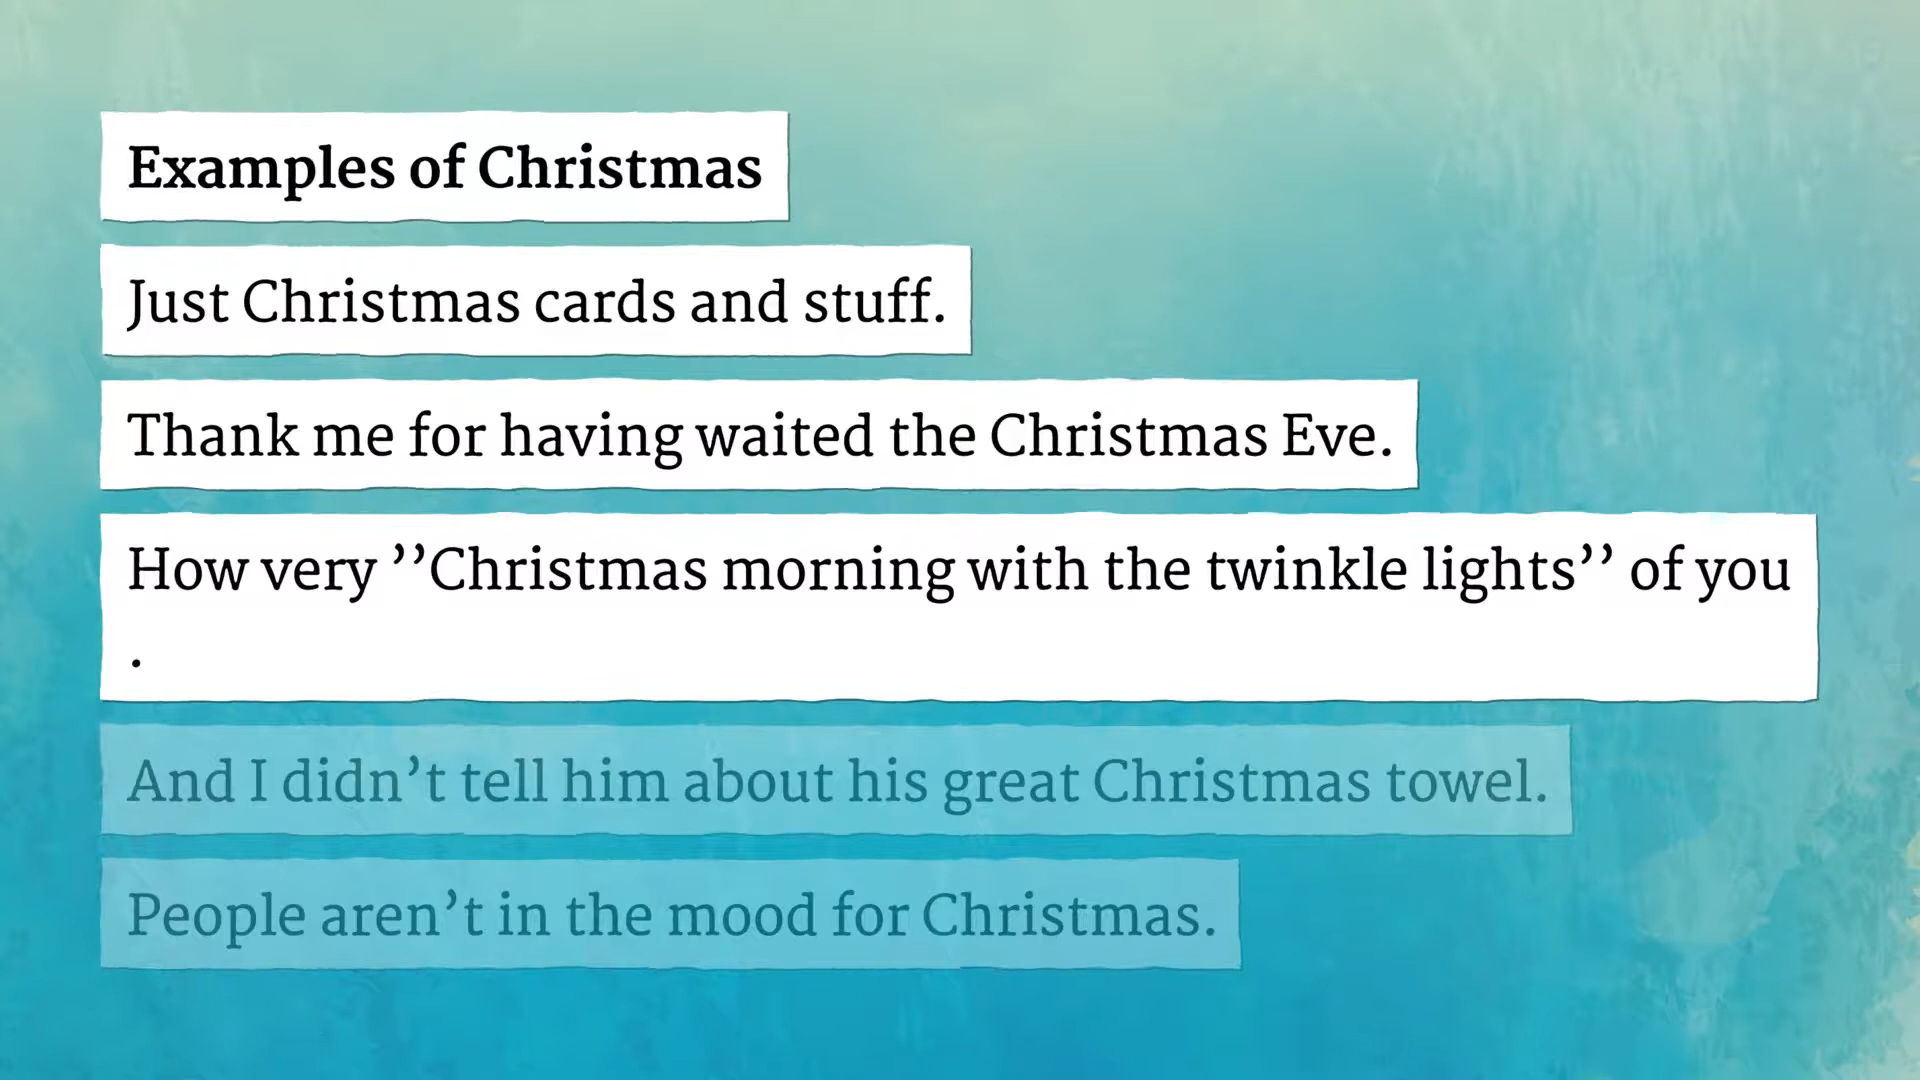 Examples of Christmas
Just Christmas cards and stuff.
Thank me for having waited the Christmas Eve.
How very ’’Christmas morning with the twinkle lights’’ of you
.
And I didn’t tell him about his great Christmas towel.
People aren’t in the mood for Christmas.